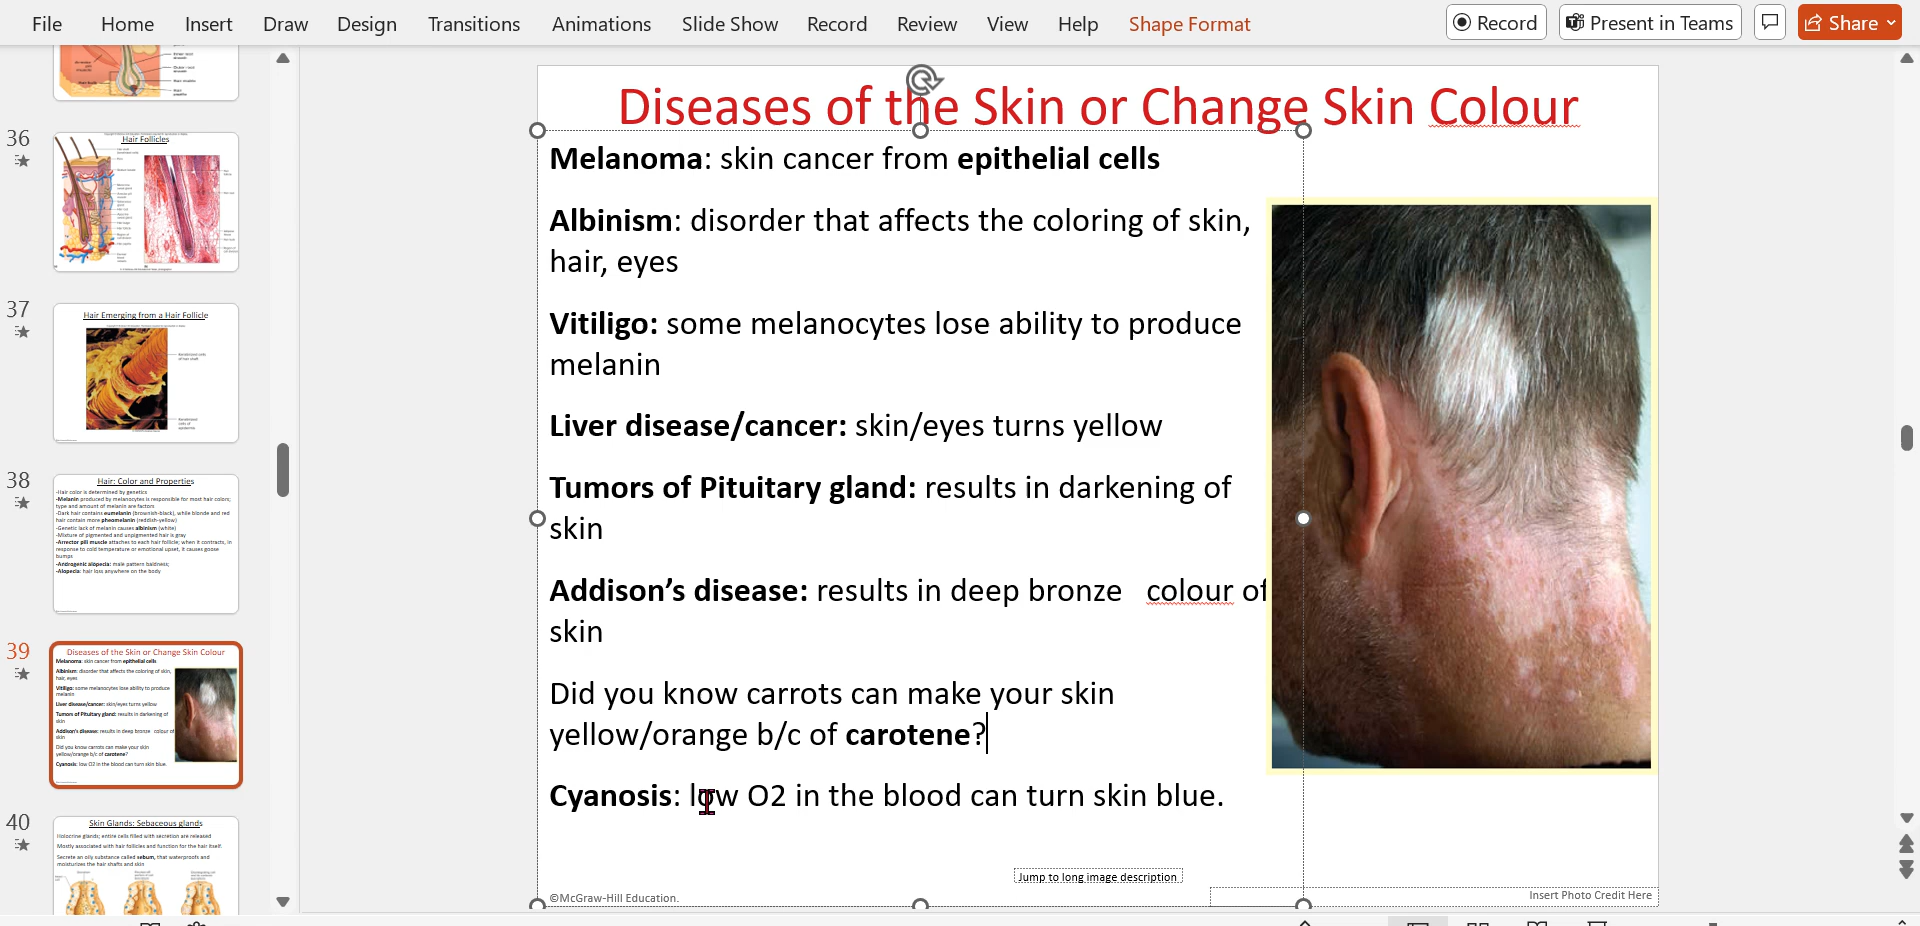 File Home Insert Draw Design Transitions Animations Slide Show Record Review View Help Shape Format Record Present in Teams Share
36
Hair Follicles
37
Hair Emerging from a Hair Follicle
38
Hair: Color and Properties
-Hair color is determined by genetics
-Melanin produced by melanocytes is responsible for most hair colors;
type and amount of melanin are factors
-Dark hair contains eumelanin (brownish-black), while blonde and red
hair contain more pheomelanin (reddish-yellow)
-Genetic lack of melanin causes albinism (white)
-Mixture of pigmented and unpigmented hair is gray
-Arrector pili muscle attaches to each hair follicle; when it contracts, in
response to cold temperature or emotional upset, it causes goose
bumps
-Androgenic alopecia: male pattern baldness;
-Alopecia: hair loss anywhere on the body
39
Diseases of the Skin or Change Skin Colour
Melanoma: skin cancer from epithelial cells
Albinism: disorder that affects the coloring of skin,
hair, eyes
Vitiligo: some melanocytes lose ability to produce
melanin
Liver disease/cancer: skin/eyes turns yellow
Tumors of Pituitary gland: results in darkening of
skin
Addison's disease: results in deep bronze colour of
skin
Did you know carrots can make your skin
yellow/orange b/c of carotene?
Cyanosis: low O2 in the blood can turn skin blue.
40
Skin Glands: Sebaceous glands
Holocrine glands; entire cells filled with secretion are released
Mostly associated with hair follicles and function for the hair itself.
Secrete an oily substance called sebum, that waterproofs and
moisturizes the hair shafts and skin
Diseases of the Skin or Change Skin Colour
Melanoma: skin cancer from epithelial cells
Albinism: disorder that affects the coloring of skin,
hair, eyes
Vitiligo: some melanocytes lose ability to produce
melanin
Liver disease/cancer: skin/eyes turns yellow
Tumors of Pituitary gland: results in darkening of
skin
Addison’s disease: results in deep bronze colour of
skin
Did you know carrots can make your skin
yellow/orange b/c of carotene?
Cyanosis: low O2 in the blood can turn skin blue.
Jump to long image description
©McGraw-Hill Education.
Insert Photo Credit Here